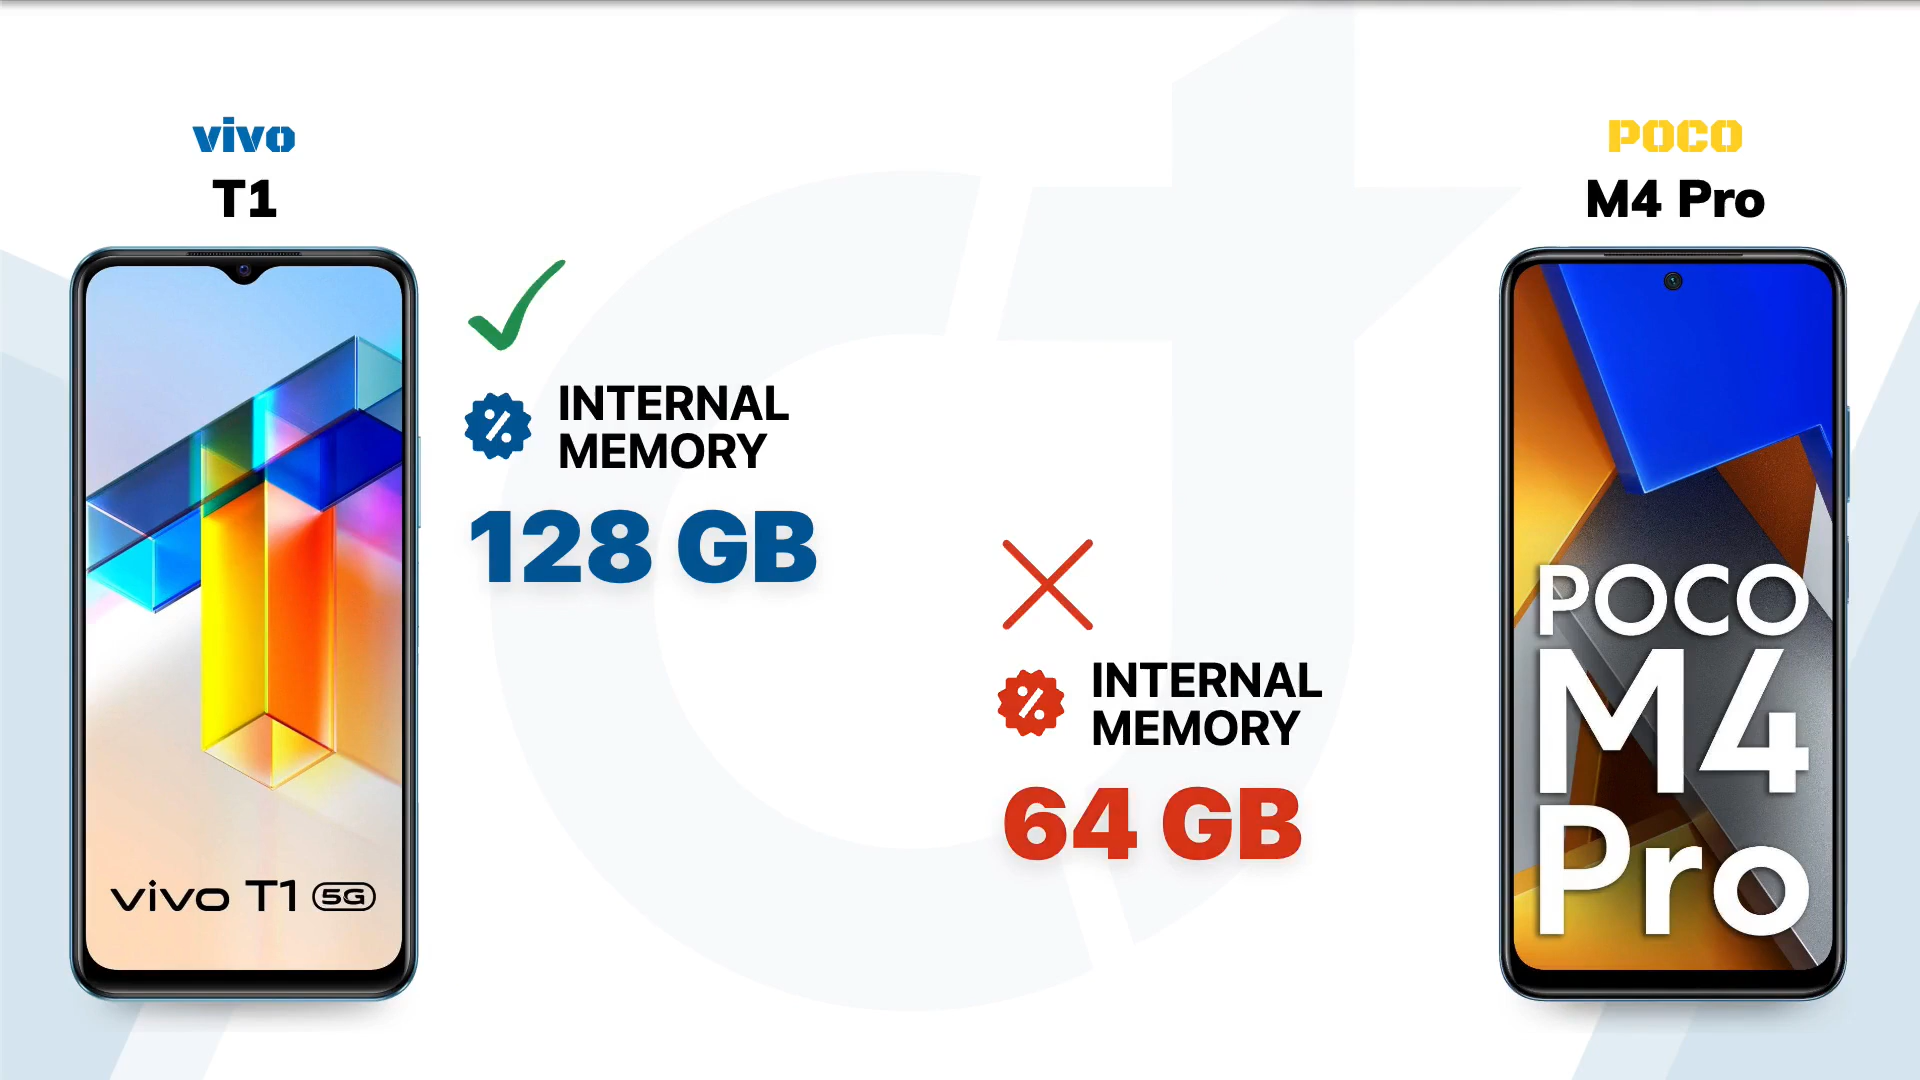 vivo
T1
INTERNAL
MEMORY
128 GB
vivo T1 5G
POCO
M4 Pro
INTERNAL
MEMORY
64 GB
POCO
M4
Pro